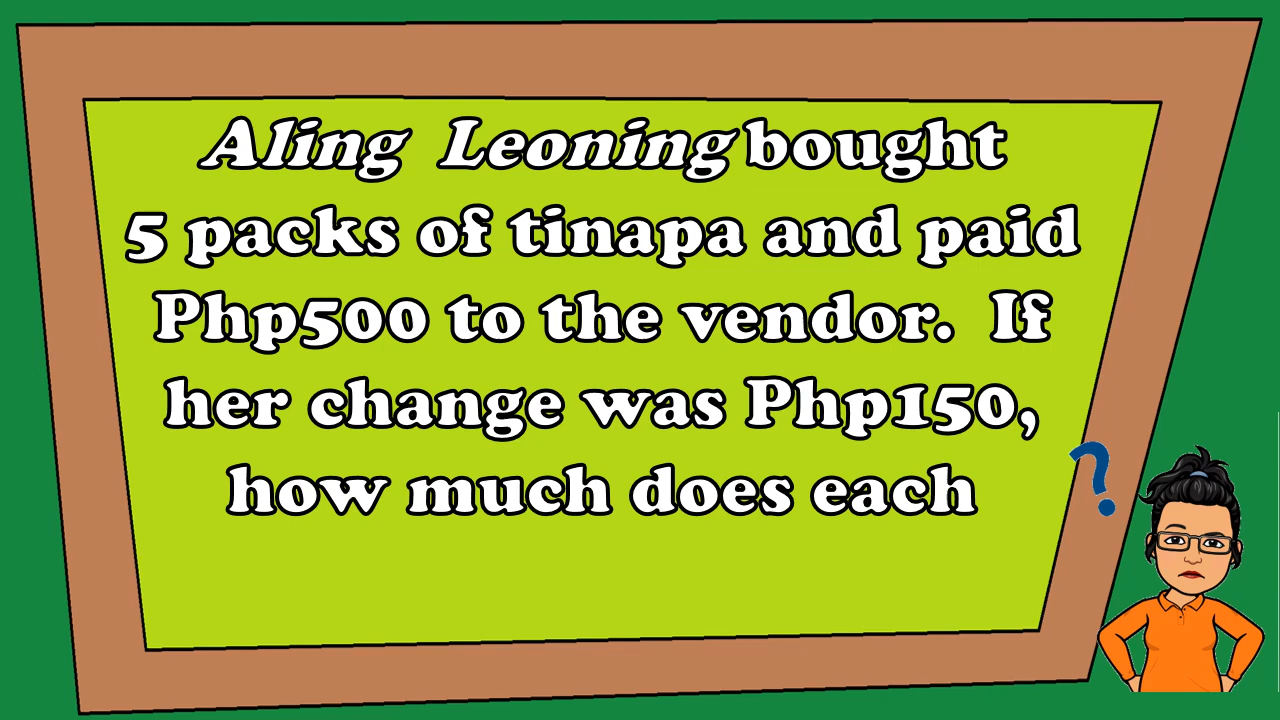 Aling Leoning bought
5 packs of tinapa and paid
Php500 to the vendor. If
her change was Php150,
how much does each
?